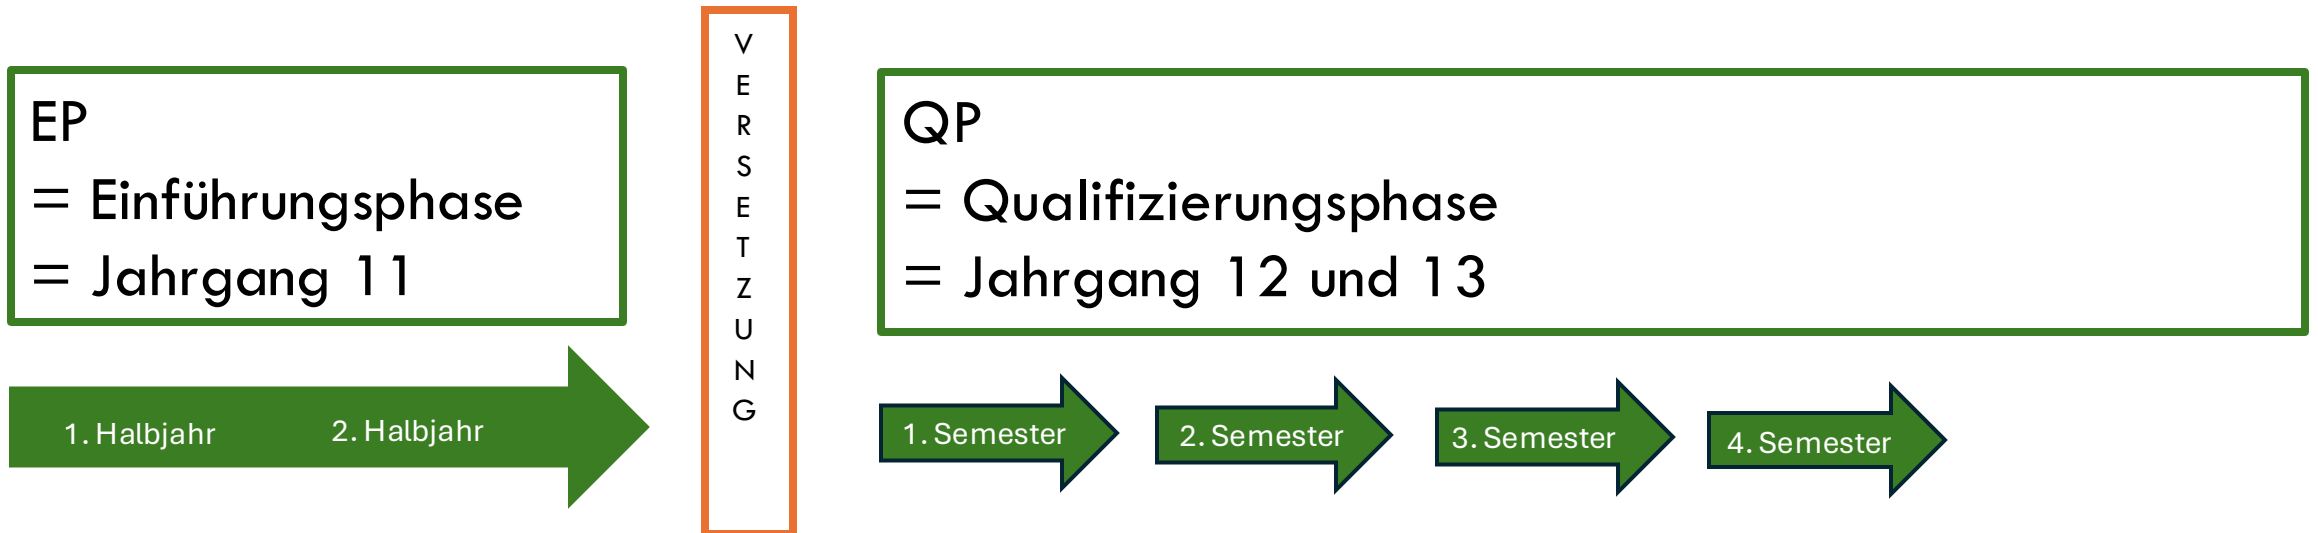 EP
= Einführungsphase
= Jahrgang 11
1. Halbjahr
2. Halbjahr
V
E
R
S
E
T
Z
U
N
G
QP
= Qualifizierungsphase
= Jahrgang 12 und 13
1. Semester
2. Semester
3. Semester
4. Semester